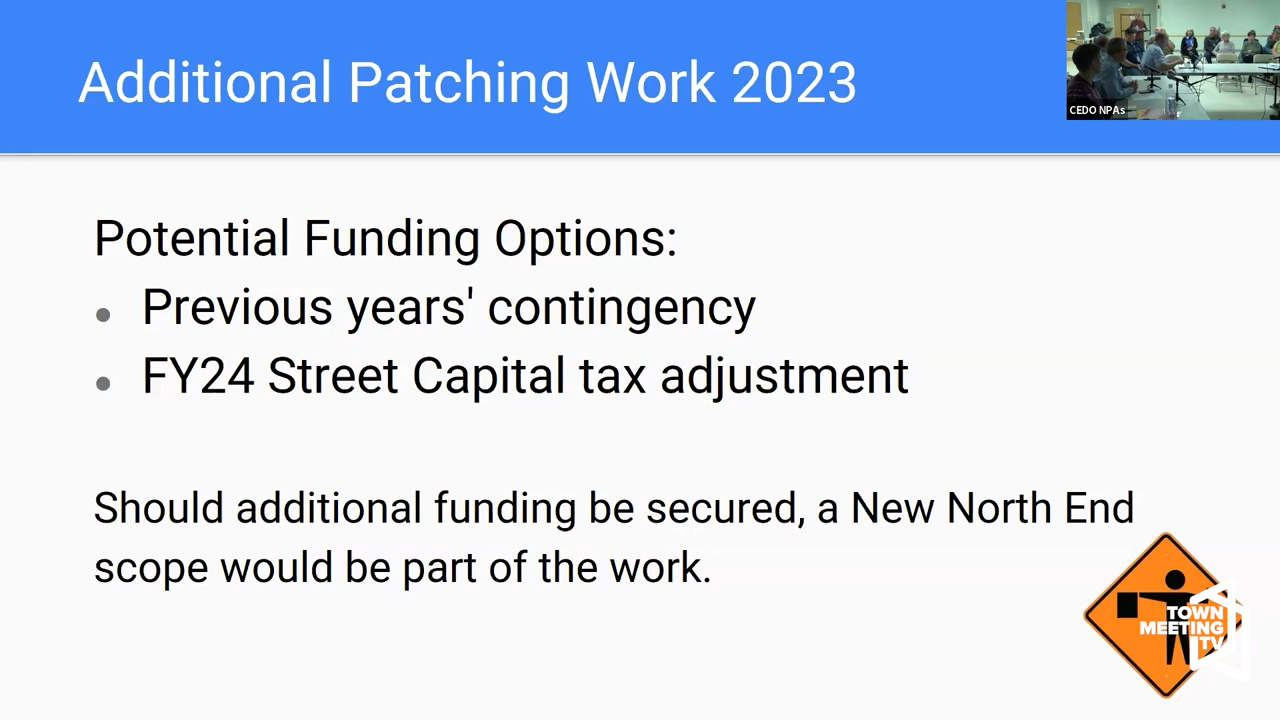 Additional Patching Work 2023
CEDO NPAs
Potential Funding Options:
• Previous years' contingency
• FY24 Street Capital tax adjustment
Should additional funding be secured, a New North End
scope would be part of the work.
TOWN
MEETING
TV